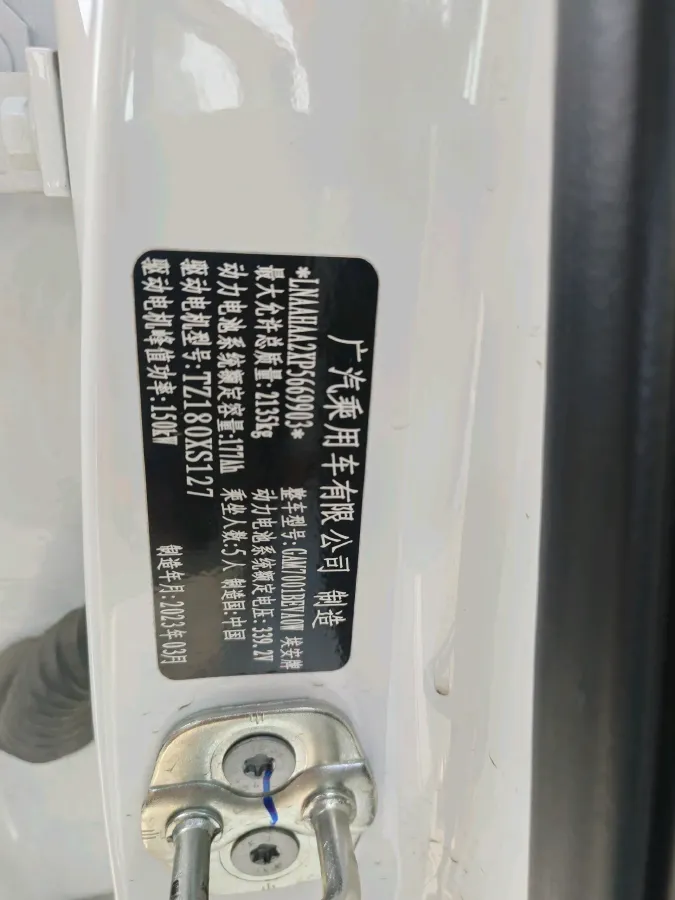 广汽乘用车有限公司 制造
*LNAAHAA2XP5669903* 整车型号:GAM7001BEVA0W 埃安牌
最大允许总质量:2135kg 动力电池系统额定电压:339.2V
动力电池系统额定容量:177Ah 乘坐人数:5人 制造国:中国
驱动电机型号:TZ180XS127
驱动电机峰值功率:150kW 制造年月:2023年03月